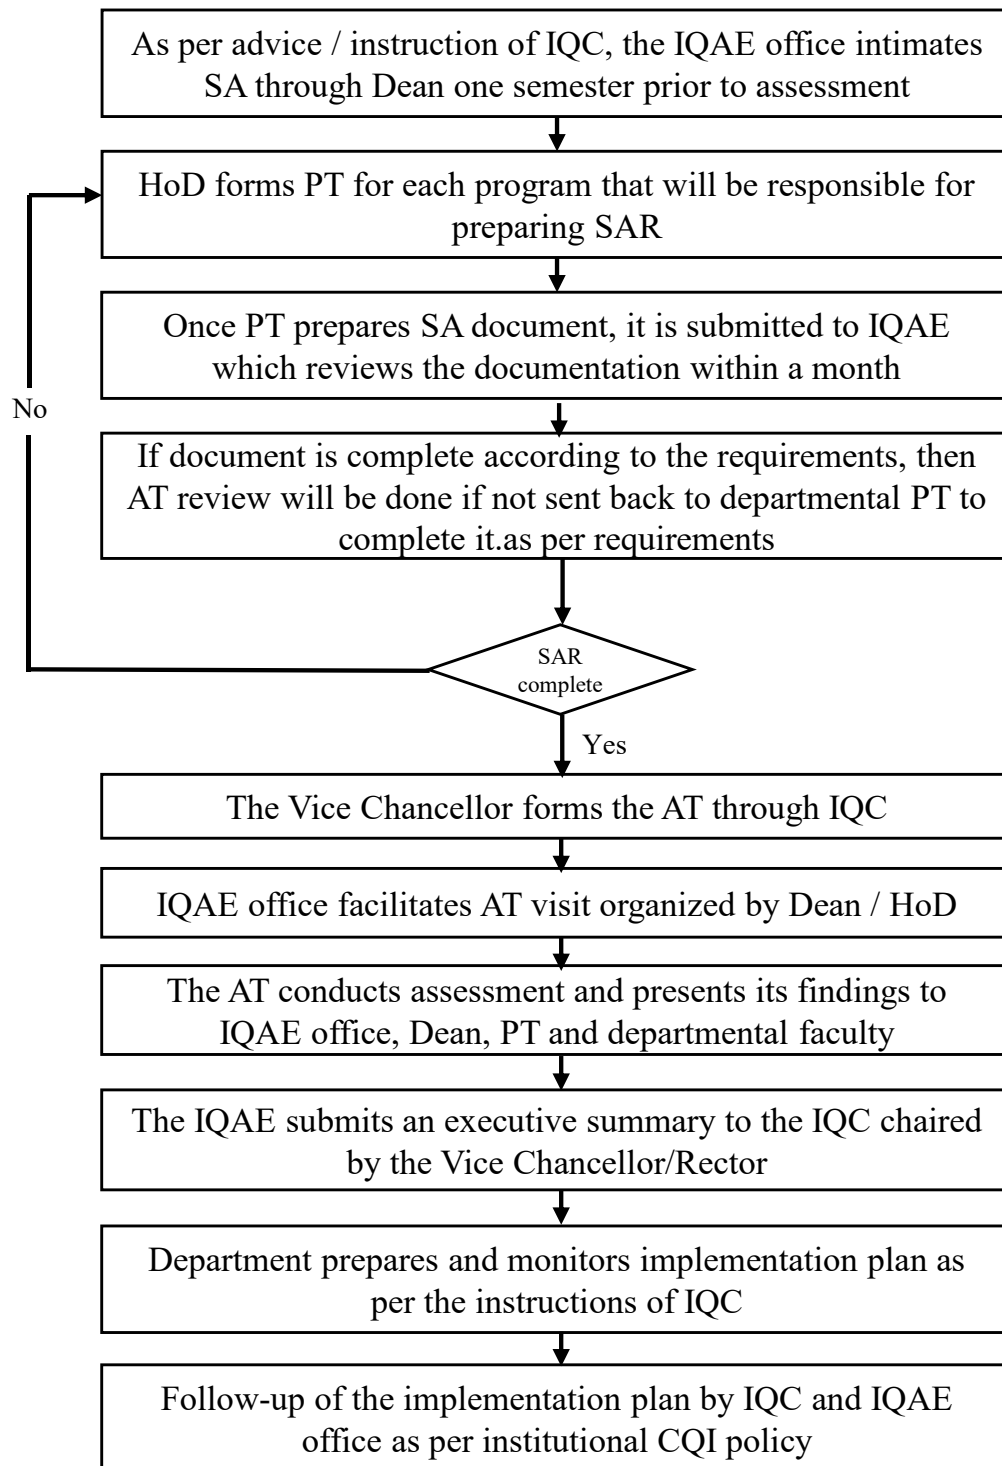 As per advice / instruction of IQC, the IQAE office intimates
SA through Dean one semester prior to assessment
HoD forms PT for each program that will be responsible for
preparing SAR
Once PT prepares SA document, it is submitted to IQAE
which reviews the documentation within a month
No
If document is complete according to the requirements, then
AT review will be done if not sent back to departmental PT to
complete it.as per requirements
SAR
complete
Yes
The Vice Chancellor forms the AT through IQC
IQAE office facilitates AT visit organized by Dean / HoD
The AT conducts assessment and presents its findings to
IQAE office, Dean, PT and departmental faculty
The IQAE submits an executive summary to the IQC chaired
by the Vice Chancellor/Rector
Department prepares and monitors implementation plan as
per the instructions of IQC
Follow-up of the implementation plan by IQC and IQAE
office as per institutional CQI policy